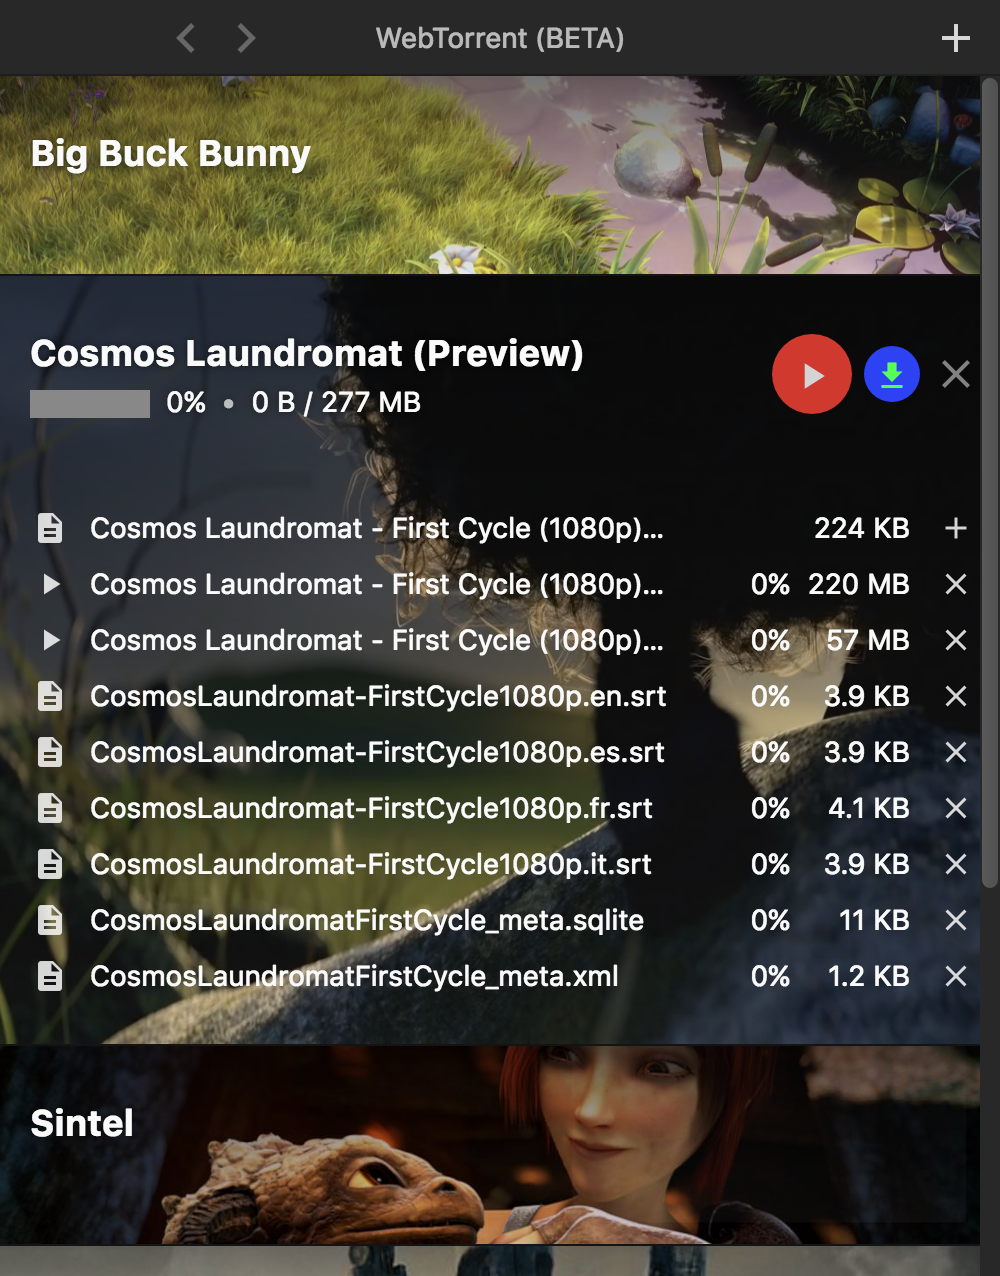 WebTorrent (BETA)
Big Buck Bunny
Cosmos Laundromat (Preview)
0% • 0 B / 277 MB
Cosmos Laundromat - First Cycle (1080p)... 224 KB
Cosmos Laundromat - First Cycle (1080p)... 0% 220 MB
Cosmos Laundromat - First Cycle (1080p)... 0% 57 MB
CosmosLaundromat-FirstCycle1080p.en.srt 0% 3.9 KB
CosmosLaundromat-FirstCycle1080p.es.srt 0% 3.9 KB
CosmosLaundromat-FirstCycle1080p.fr.srt 0% 4.1 KB
CosmosLaundromat-FirstCycle1080p.it.srt 0% 3.9 KB
CosmosLaundromatFirstCycle_meta.sqlite 0% 11 KB
CosmosLaundromatFirstCycle_meta.xml 0% 1.2 KB
Sintel